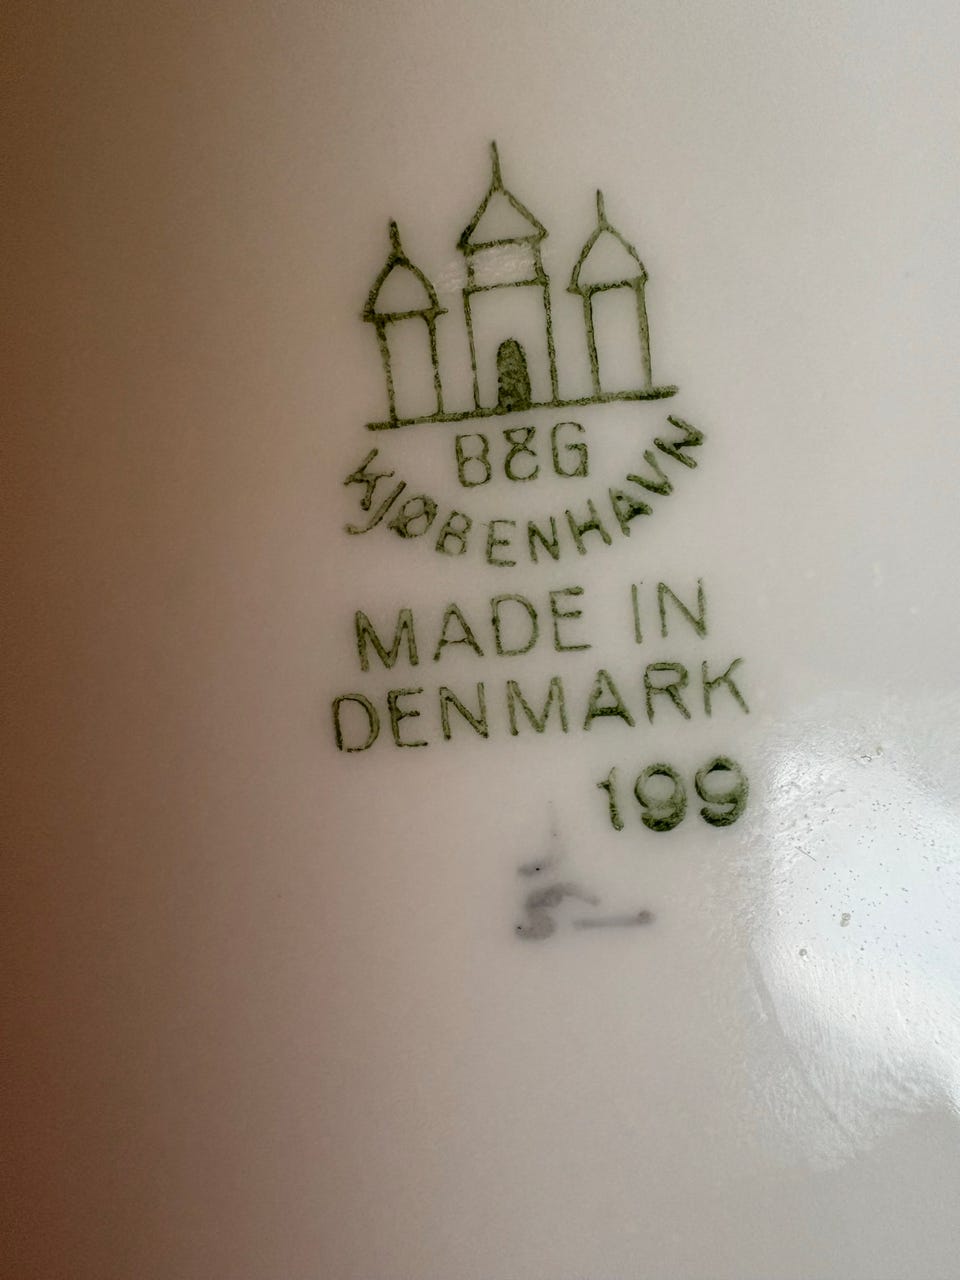 B&G
KJØBENHAVN
MADE IN
DENMARK
199